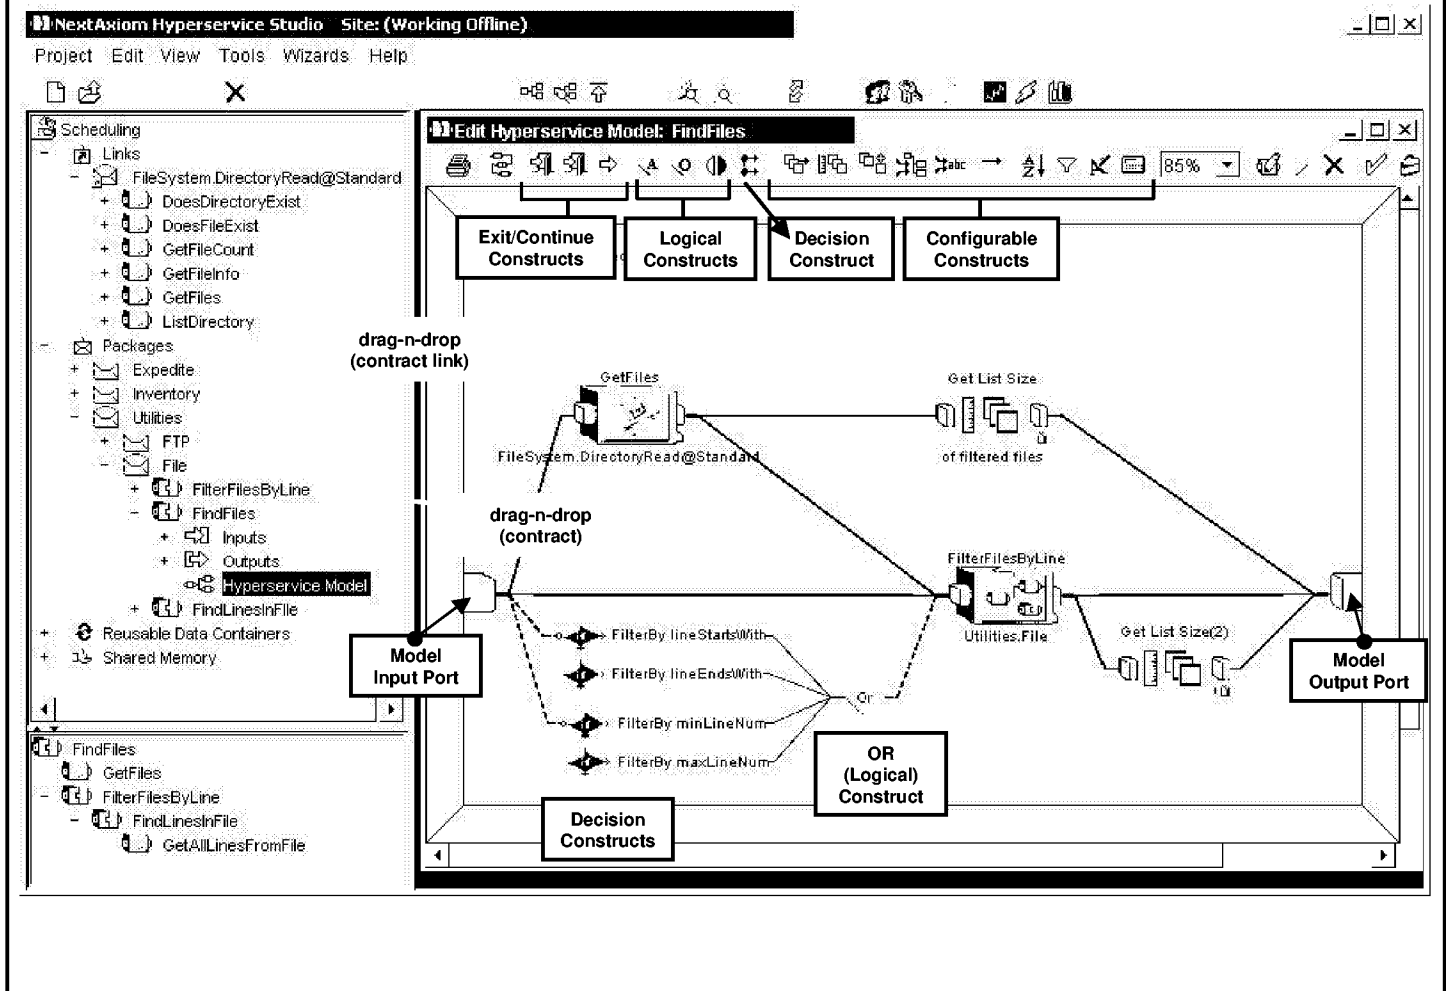 NextAxiom Hyperservice Studio Site: (Working Offline)
Project Edit View Tools Wizards Help
Scheduling
Links
FileSystem.DirectoryRead@Standard
DoesDirectoryExist
DoesFileExist
GetFileCount
GetFileInfo
GetFiles
ListDirectory
Packages
Expedite
Inventory
Utilities
FTP
File
FilterFilesByLine
FindFiles
Inputs
Outputs
Hyperservice Model
FindLinesInFile
Reusable Data Containers
Shared Memory
FindFiles
GetFiles
FilterFilesByLine
FindLinesInFile
GetAllLinesFromFile
Edit Hyperservice Model: FindFiles
abc
85%
Exit/Continue
Constructs
Logical
Constructs
Decision
Construct
Configurable
Constructs
drag-n-drop
(contract link)
GetFiles
FileSystem.DirectoryRead@Standard
Get List Size
of filtered files
drag-n-drop
(contract)
FilterFilesByLine
Utilities.File
Get List Size(2)
Model
Input Port
Model
Output Port
FilterBy lineStartsWith
FilterBy lineEndsWith
FilterBy minLineNum
FilterBy maxLineNum
Or
OR
(Logical)
Construct
Decision
Constructs